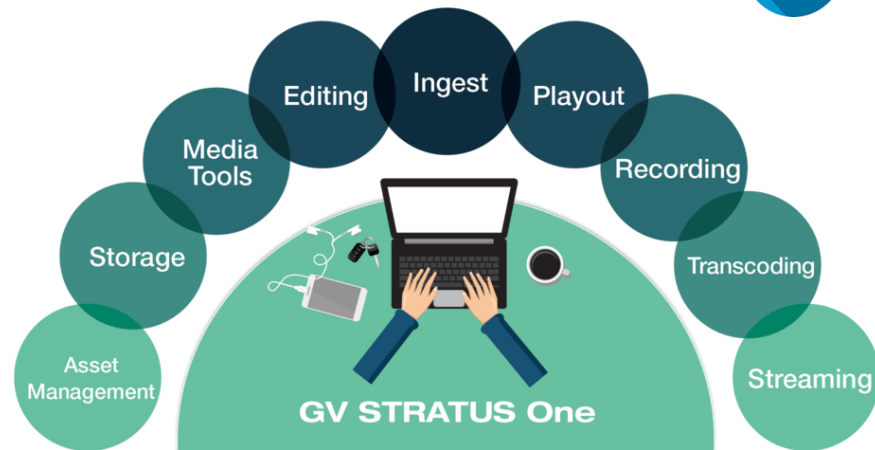 Ingest
Editing
Playout
Media
Tools
Recording
Storage
Transcoding
Asset
Management
Streaming
GV STRATUS One